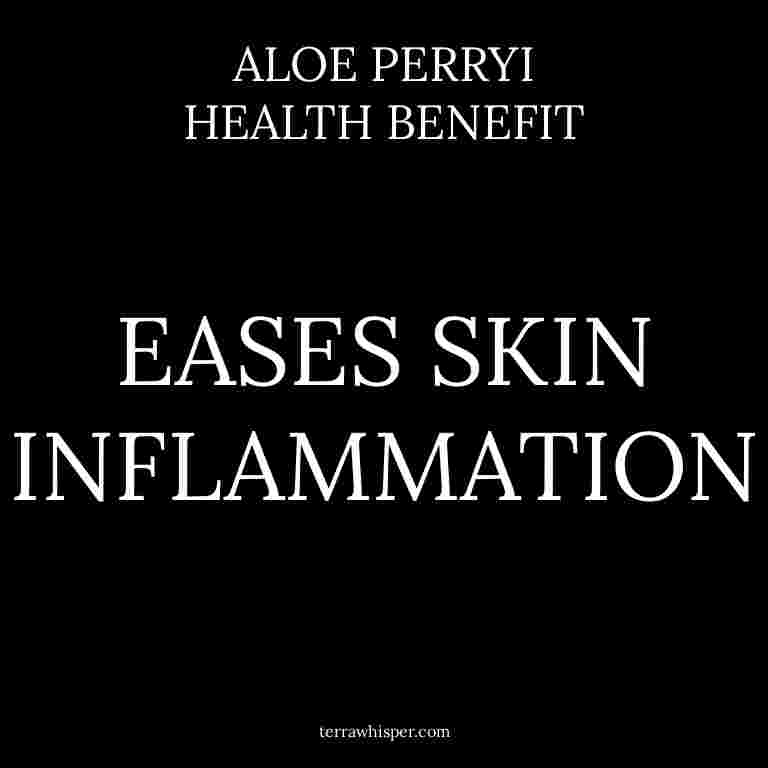 ALOE PERRYI
HEALTH BENEFIT
EASES SKIN
INFLAMMATION
terrawhisper.com